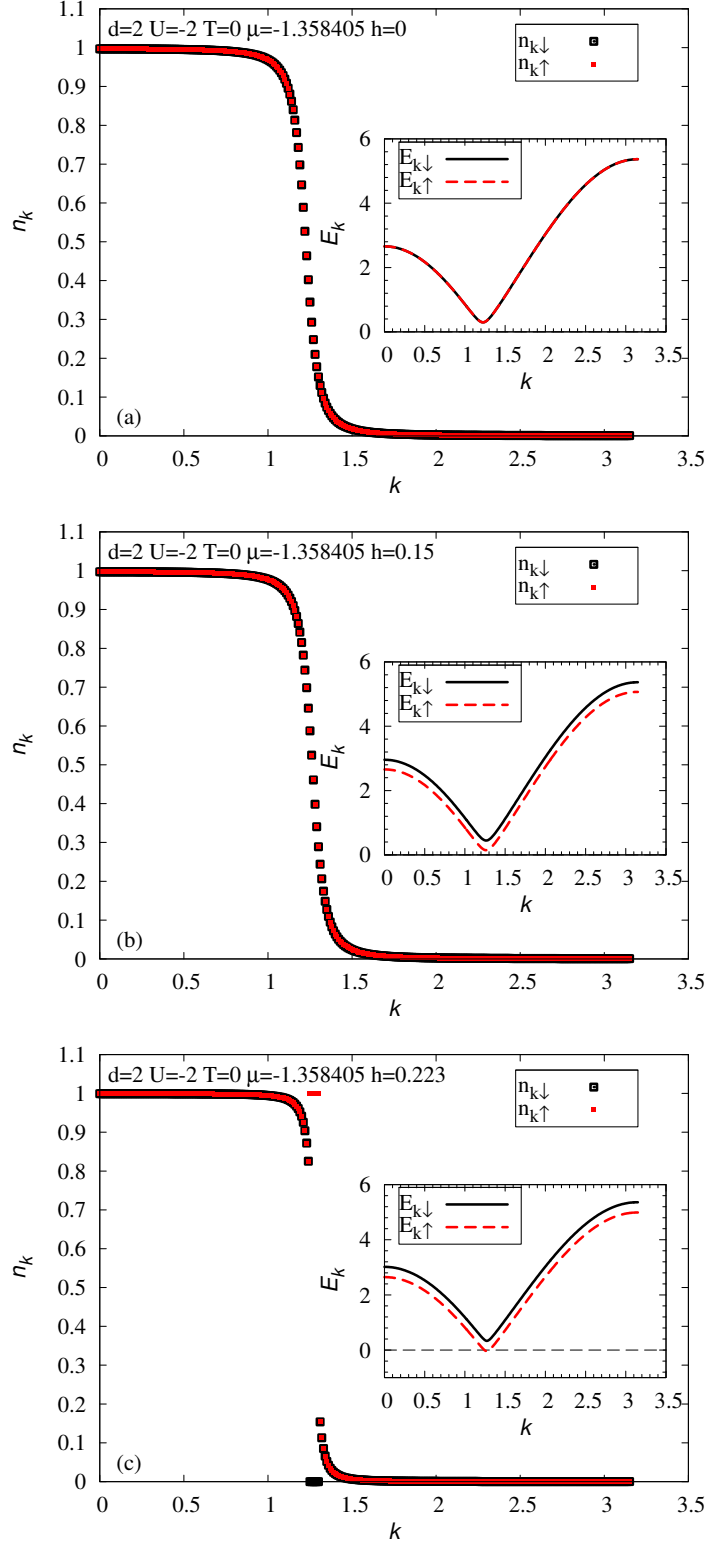 d=2 U=-2 T=0 μ=-1.358405 h=0
n_k↓
n_k↑
1.1
1
0.9
0.8
0.7
0.6
0.5
0.4
0.3
0.2
0.1
0
n_k
0 0.5 1 1.5 2 2.5 3 3.5
k
(a)
E_k↓
E_k↑
6
4
2
0
E_k
0 0.5 1 1.5 2 2.5 3 3.5
k
d=2 U=-2 T=0 μ=-1.358405 h=0.15
n_k↓
n_k↑
1.1
1
0.9
0.8
0.7
0.6
0.5
0.4
0.3
0.2
0.1
0
n_k
0 0.5 1 1.5 2 2.5 3 3.5
k
(b)
E_k↓
E_k↑
6
4
2
0
E_k
0 0.5 1 1.5 2 2.5 3 3.5
k
d=2 U=-2 T=0 μ=-1.358405 h=0.223
n_k↓
n_k↑
1.1
1
0.9
0.8
0.7
0.6
0.5
0.4
0.3
0.2
0.1
0
n_k
0 0.5 1 1.5 2 2.5 3 3.5
k
(c)
E_k↓
E_k↑
6
4
2
0
E_k
0 0.5 1 1.5 2 2.5 3 3.5
k